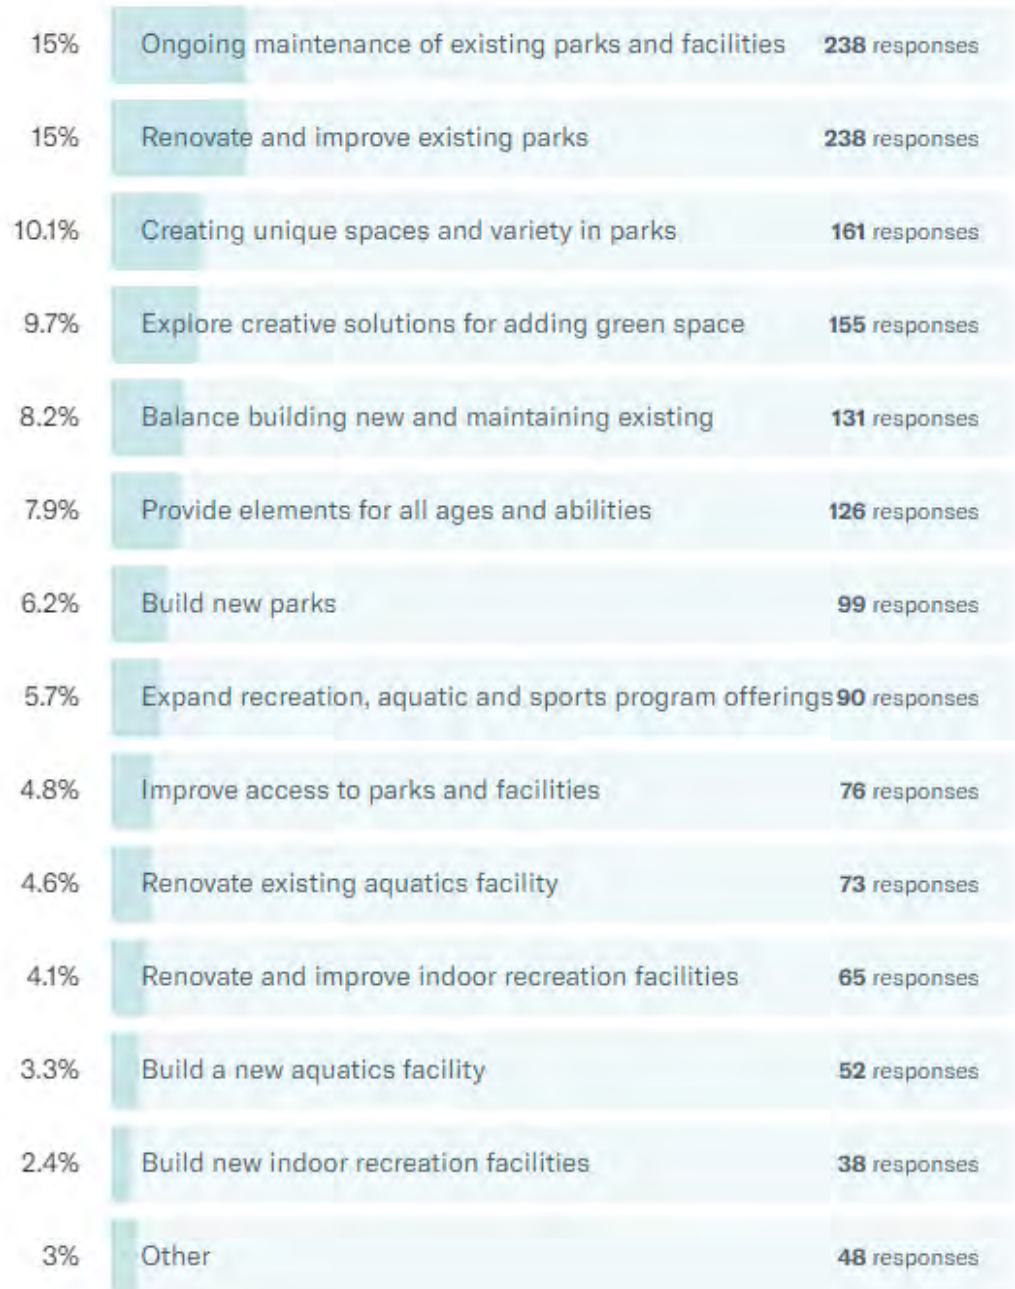 15% Ongoing maintenance of existing parks and facilities 238 responses
15% Renovate and improve existing parks 238 responses
10.1% Creating unique spaces and variety in parks 161 responses
9.7% Explore creative solutions for adding green space 155 responses
8.2% Balance building new and maintaining existing 131 responses
7.9% Provide elements for all ages and abilities 126 responses
6.2% Build new parks 99 responses
5.7% Expand recreation, aquatic and sports program offerings 90 responses
4.8% Improve access to parks and facilities 76 responses
4.6% Renovate existing aquatics facility 73 responses
4.1% Renovate and improve indoor recreation facilities 65 responses
3.3% Build a new aquatics facility 52 responses
2.4% Build new indoor recreation facilities 38 responses
3% Other 48 responses